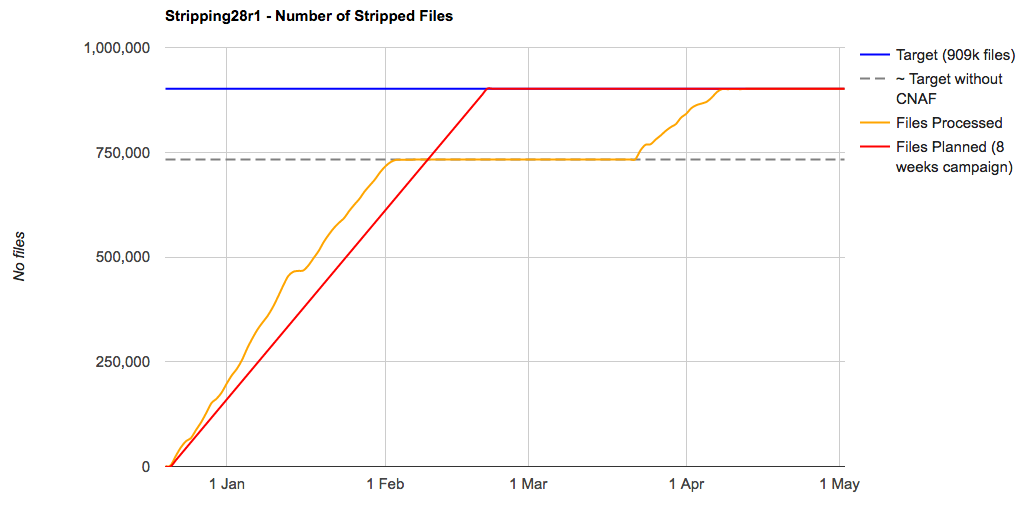 Stripping28r1 - Number of Stripped Files
1,000,000
750,000
500,000
250,000
0
No files
1 Jan
1 Feb
1 Mar
1 Apr
1 May
Target (909k files)
~ Target without
CNAF
Files Processed
Files Planned (8
weeks campaign)